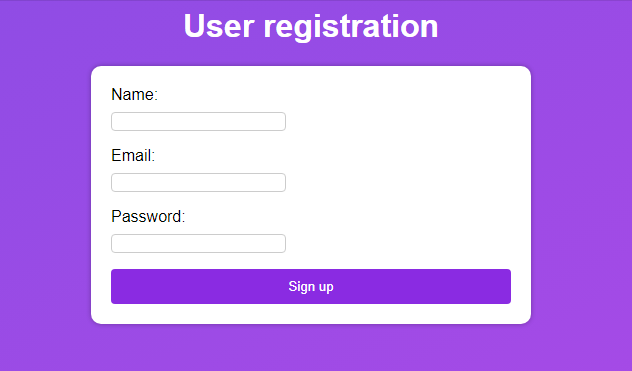 User registration
Name:
Email:
Password:
Sign up